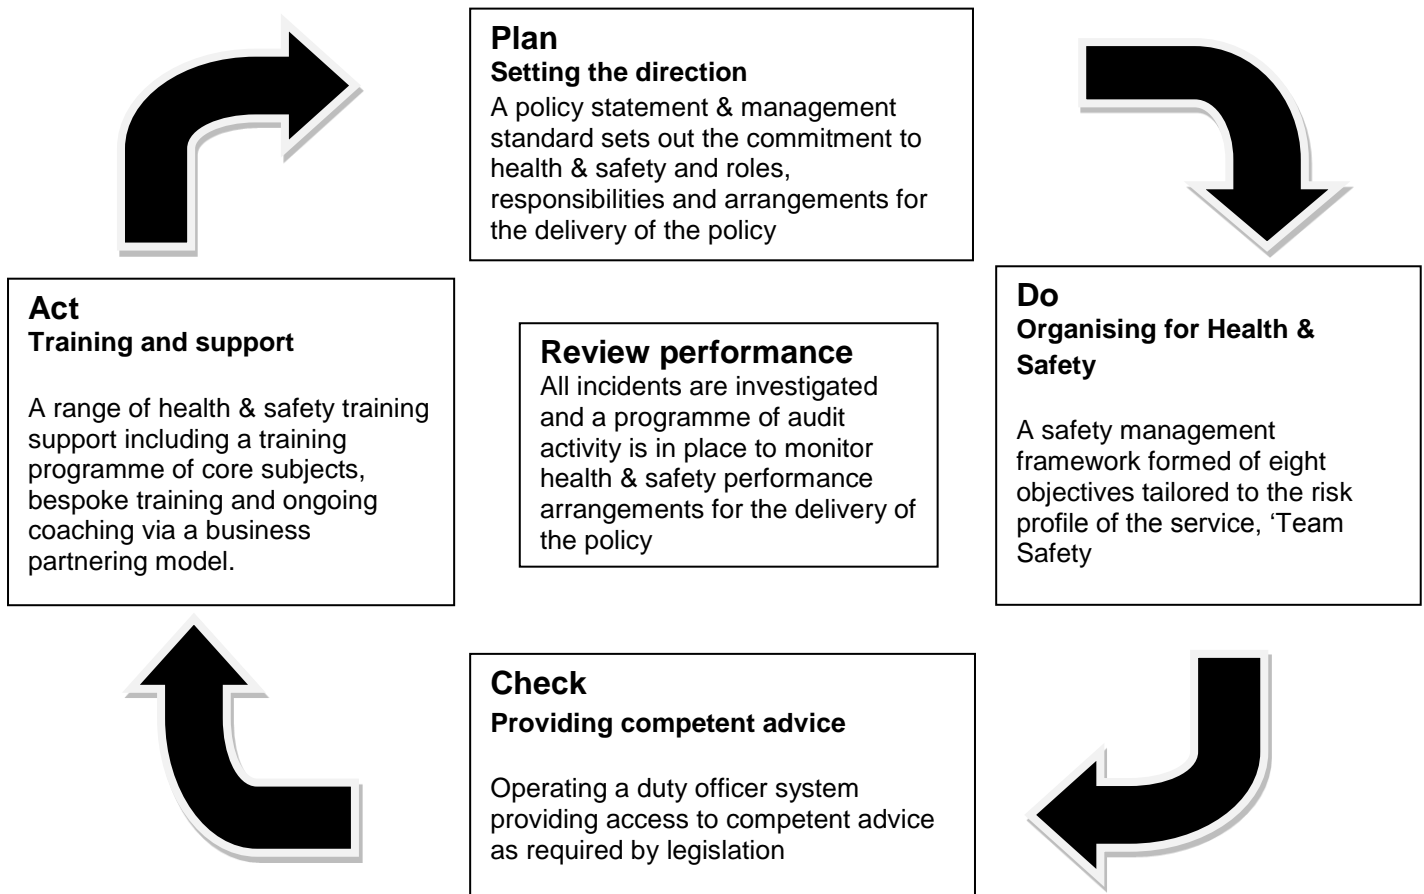 Plan
Setting the direction
A policy statement & management
standard sets out the commitment to
health & safety and roles,
responsibilities and arrangements for
the delivery of the policy
Do
Organising for Health &
Safety
A safety management
framework formed of eight
objectives tailored to the risk
profile of the service, ‘Team
Safety
Check
Providing competent advice
Operating a duty officer system
providing access to competent advice
as required by legislation
Act
Training and support
A range of health & safety training
support including a training
programme of core subjects,
bespoke training and ongoing
coaching via a business
partnering model.
Review performance
All incidents are investigated
and a programme of audit
activity is in place to monitor
health & safety performance
arrangements for the delivery of
the policy